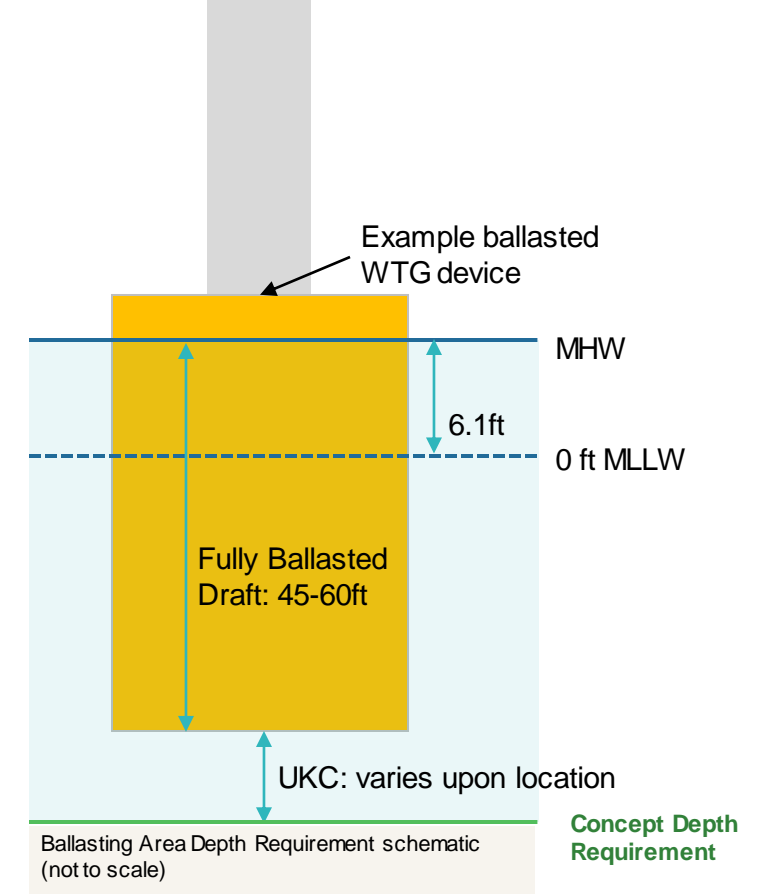 Example ballasted
WTG device
MHW
6.1ft
0 ft MLLW
Fully Ballasted
Draft: 45-60ft
UKC: varies upon location
Concept Depth
Requirement
Ballasting Area Depth Requirement schematic
(not to scale)